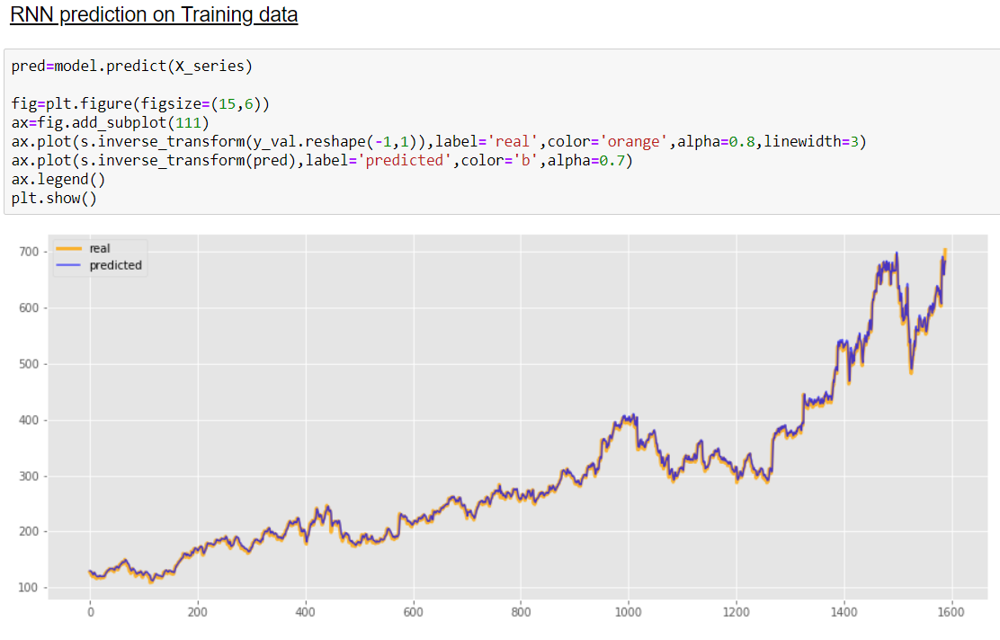 RNN prediction on Training data
pred=model.predict(X_series)
fig=plt.figure(figsize=(15,6))
ax=fig.add_subplot(111)
ax.plot(s.inverse_transform(y_val.reshape(-1,1)),label='real',color='orange',alpha=0.8,linewidth=3)
ax.plot(s.inverse_transform(pred),label='predicted',color='b',alpha=0.7)
ax.legend()
plt.show()
real
predicted
700
600
500
400
300
200
100
0 200 400 600 800 1000 1200 1400 1600